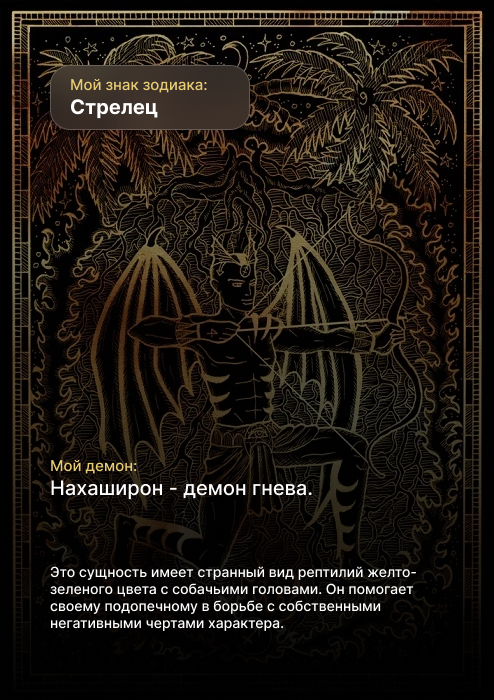 Мой знак зодиака:
Стрелец
Мой демон:
Нахаширон - демон гнева.
Это сущность имеет странный вид рептилий желто-
зеленого цвета с собачьими головами. Он помогает
своему подопечному в борьбе с собственными
негативными чертами характера.